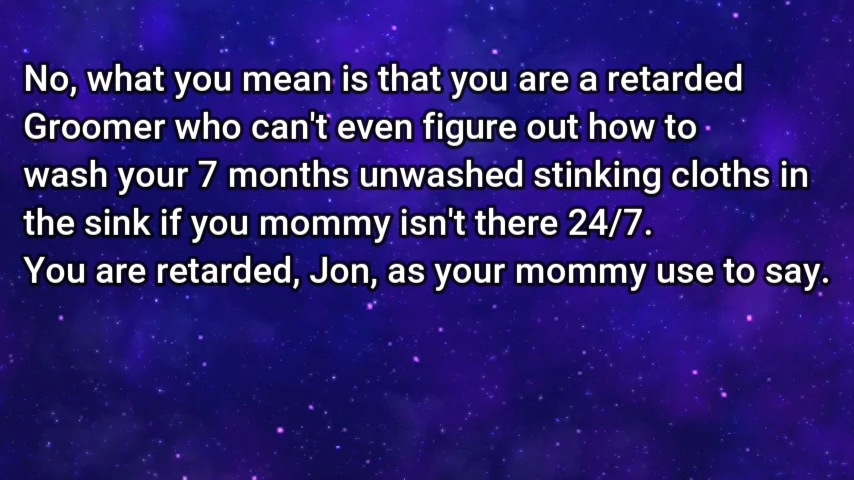 No, what you mean is that you are a retarded
Groomer who can't even figure out how to
wash your 7 months unwashed stinking cloths in
the sink if you mommy isn't there 24/7.
You are retarded, Jon, as your mommy use to say.